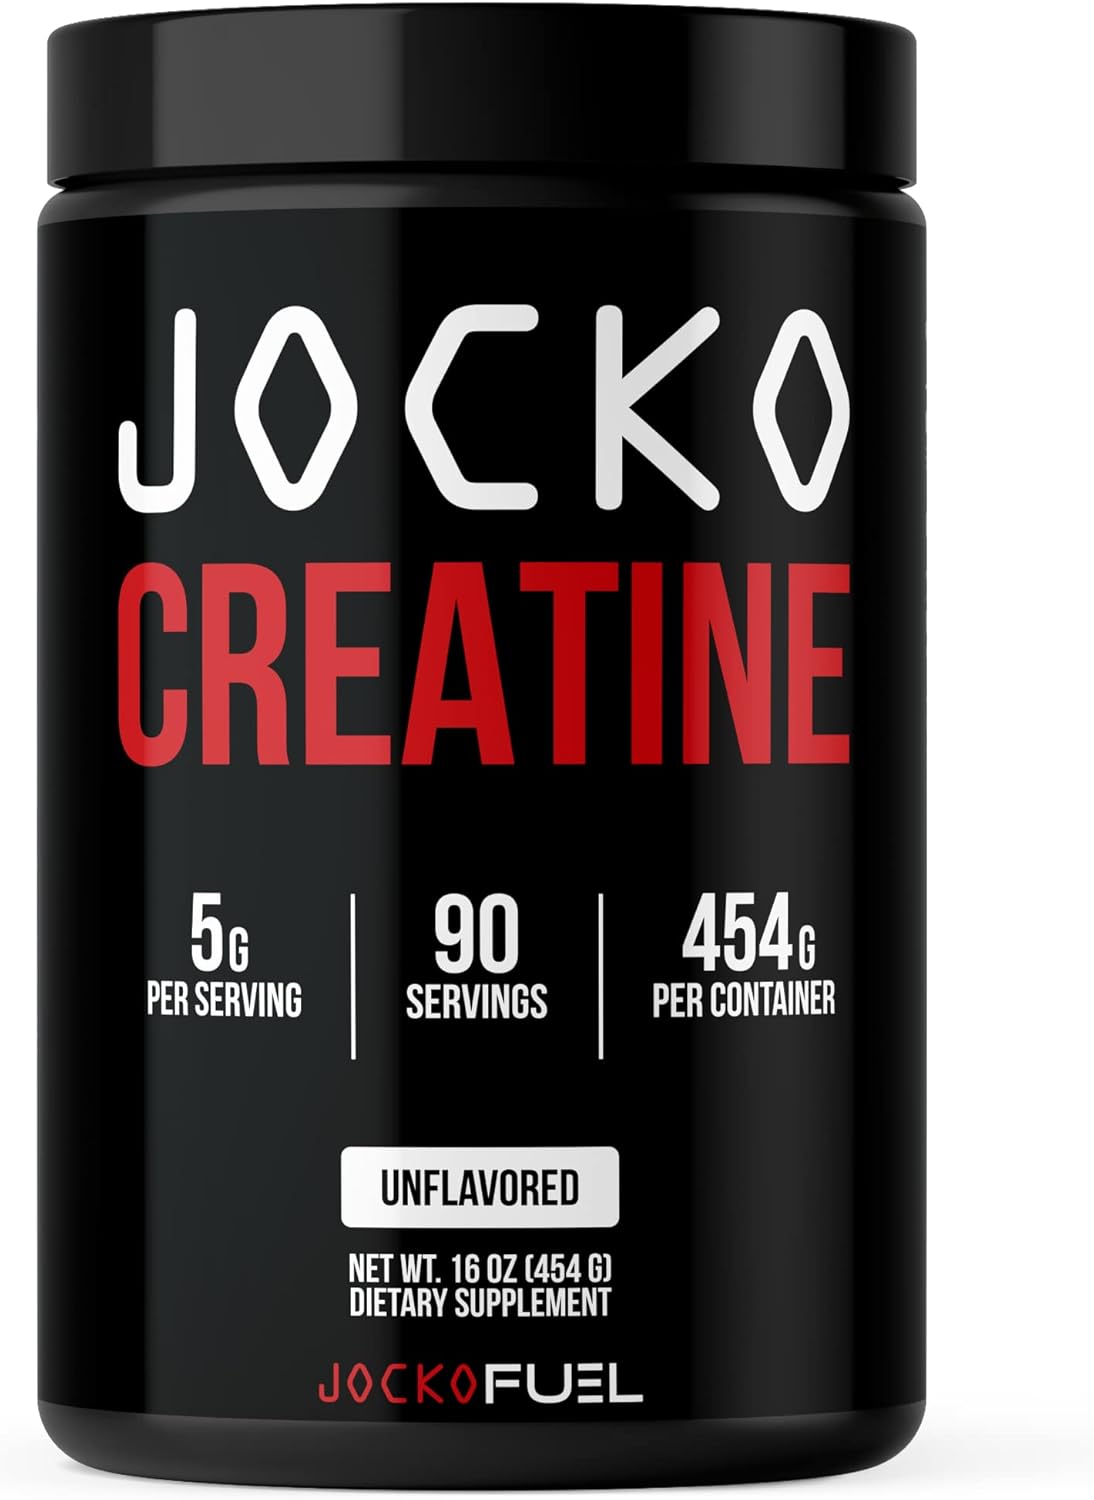 JOCKO
CREATINE
5G
PER SERVING
90
SERVINGS
454G
PER CONTAINER
UNFLAVORED
NET WT. 16 OZ (454 G)
DIETARY SUPPLEMENT
JOCKOFUEL